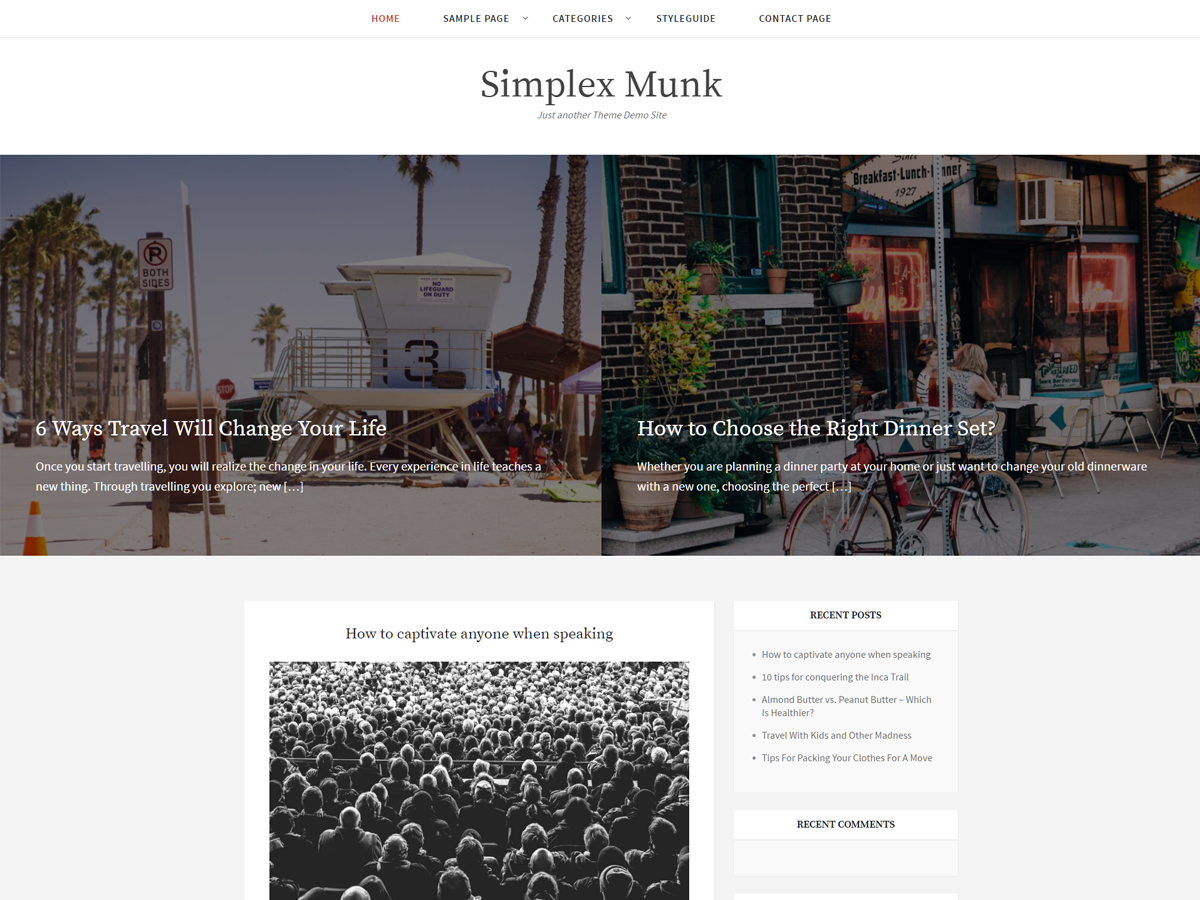 HOME SAMPLE PAGE CATEGORIES STYLEGUIDE CONTACT PAGE
Simplex Munk
Just another Theme Demo Site
BOTH
SIDES
NO
LIFEGUARD
ON DUTY
3
STOP
6 Ways Travel Will Change Your Life
Once you start travelling, you will realize the change in your life. Every experience in life teaches a
new thing. Through travelling you explore; new […]
Since
Breakfast-Lunch-Dinner
1927
How to Choose the Right Dinner Set?
Whether you are planning a dinner party at your home or just want to change your old dinnerware
with a new one, choosing the perfect […]
How to captivate anyone when speaking
RECENT POSTS
How to captivate anyone when speaking
10 tips for conquering the Inca Trail
Almond Butter vs. Peanut Butter – Which
Is Healthier?
Travel With Kids and Other Madness
Tips For Packing Your Clothes For A Move
RECENT COMMENTS